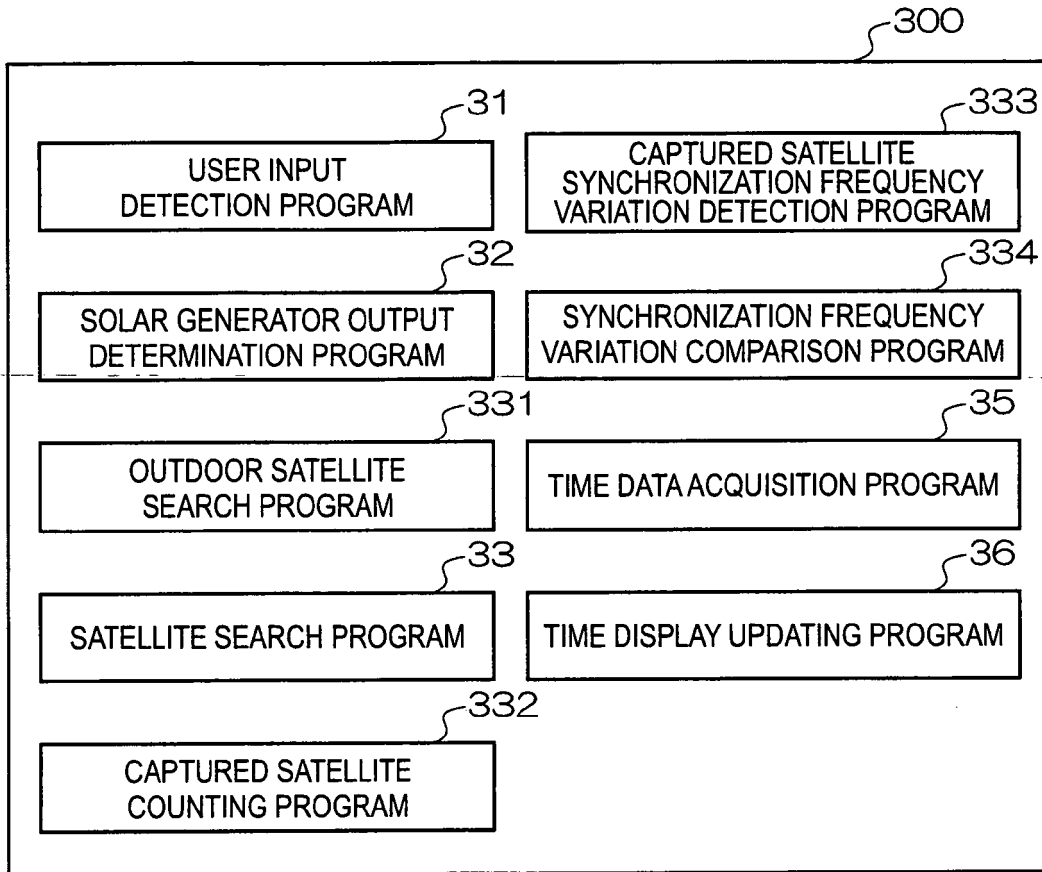 300
31
USER INPUT
DETECTION PROGRAM
32
SOLAR GENERATOR OUTPUT
DETERMINATION PROGRAM
331
OUTDOOR SATELLITE
SEARCH PROGRAM
33
SATELLITE SEARCH PROGRAM
332
CAPTURED SATELLITE
COUNTING PROGRAM
333
CAPTURED SATELLITE
SYNCHRONIZATION FREQUENCY
VARIATION DETECTION PROGRAM
334
SYNCHRONIZATION FREQUENCY
VARIATION COMPARISON PROGRAM
35
TIME DATA ACQUISITION PROGRAM
36
TIME DISPLAY UPDATING PROGRAM